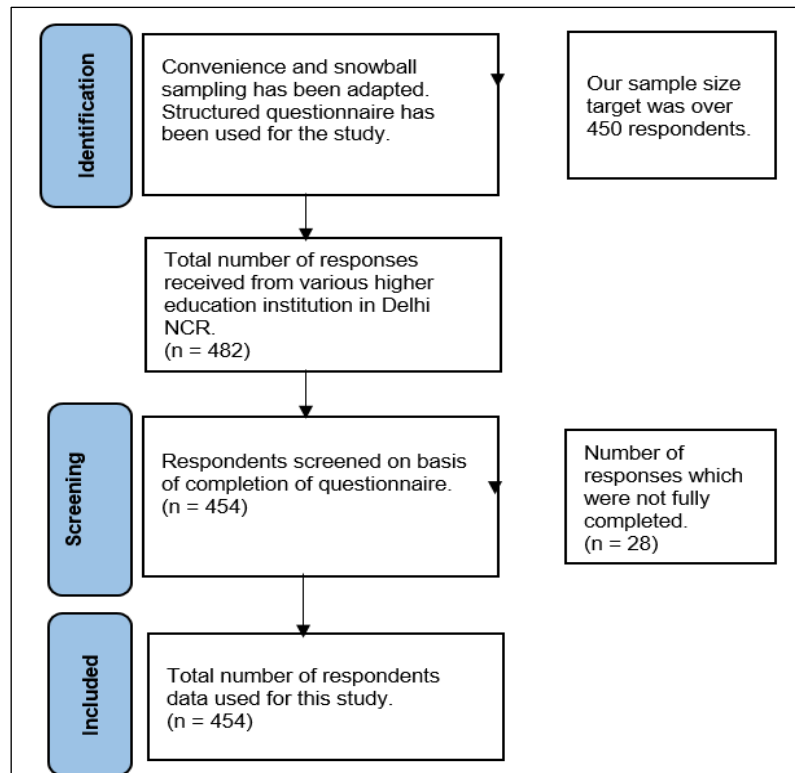 Identification
Convenience and snowball
sampling has been adapted.
Structured questionnaire has
been used for the study.
Our sample size
target was over
450 respondents.
Total number of responses
received from various higher
education institution in Delhi
NCR.
(n = 482)
Screening
Respondents screened on basis
of completion of questionnaire.
(n = 454)
Number of
responses which
were not fully
completed.
(n = 28)
Included
Total number of respondents
data used for this study.
(n = 454)